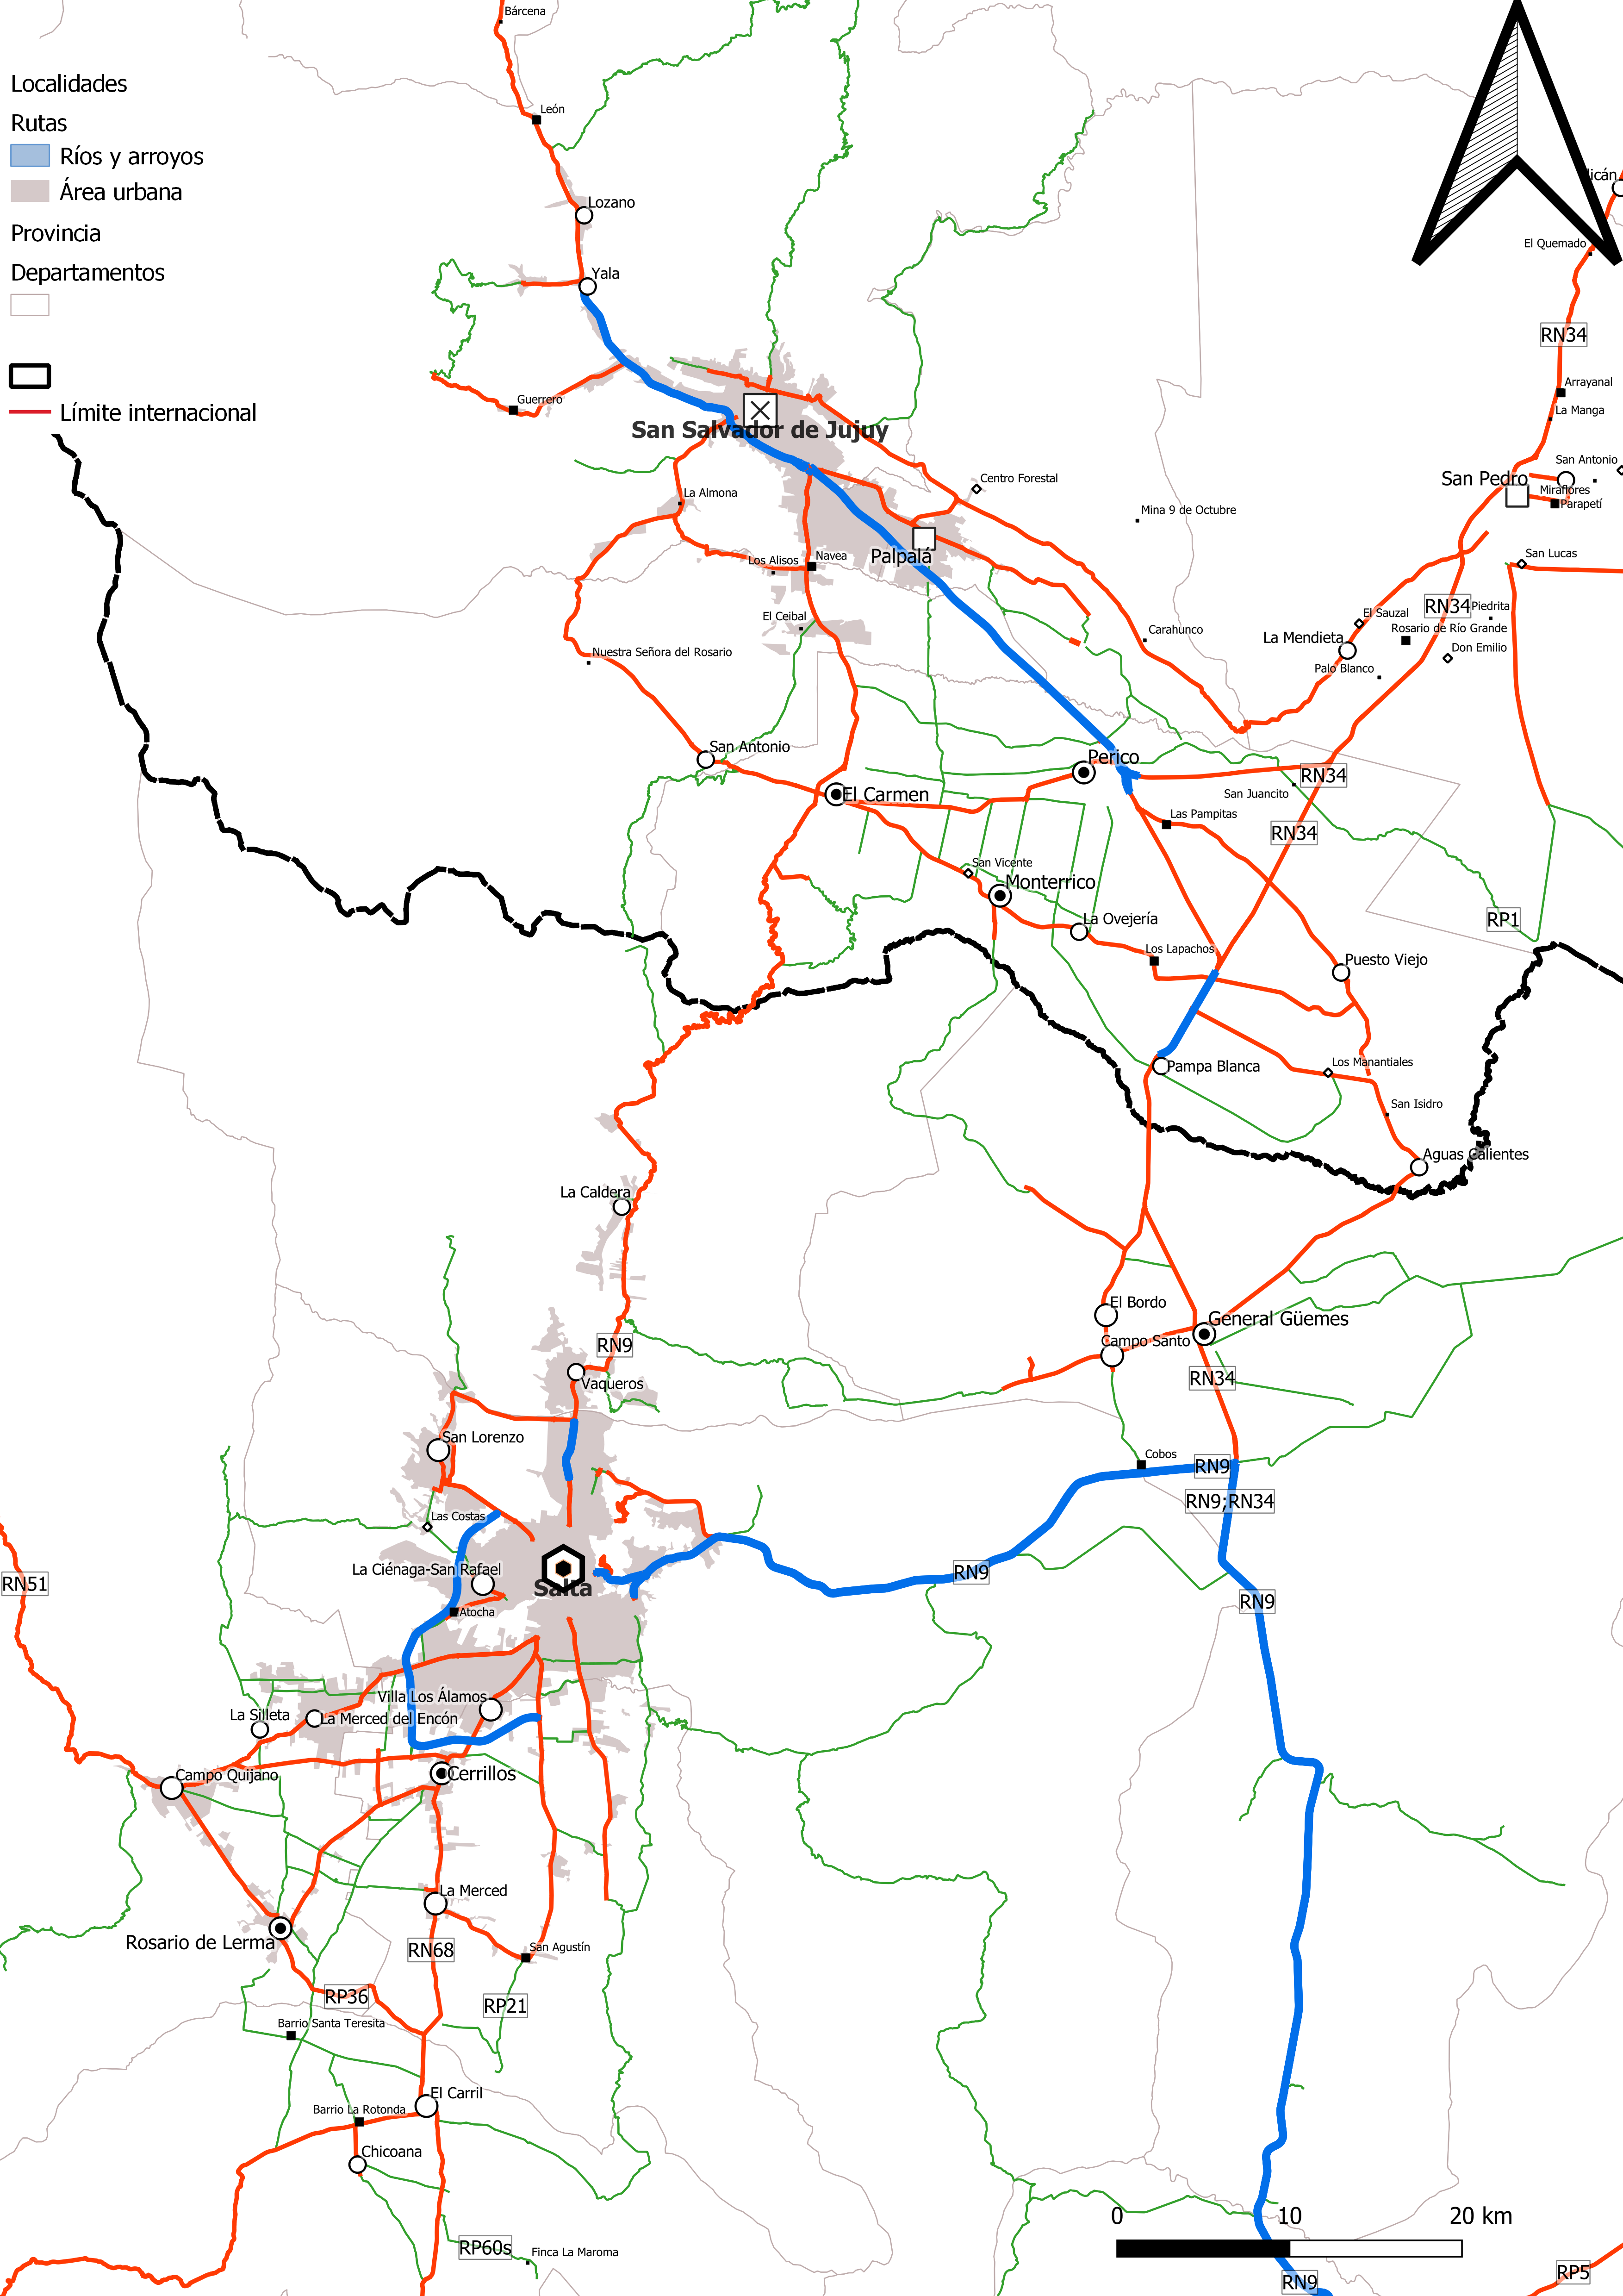 Bárcena
Localidades
León
Rutas
Ríos y arroyos
Área urbana
Lozano
Provincia
El Quemado
Departamentos
Yala
RN34
Arrayanal
Guerrero
La Manga
Límite internacional
San Salvador de Jujuy
San Antonio
Centro Forestal
San Pedro
Miraflores
La Almona
Parapetí
Mina 9 de Octubre
Palpalá
Navea
Los Alisos
San Lucas
El Ceibal
RN34
Piedrita
El Sauzal
Rosario de Río Grande
Carahunco
La Mendieta
Don Emilio
Nuestra Señora del Rosario
Palo Blanco
San Antonio
Perico
RN34
El Carmen
San Juancito
Las Pampitas
RN34
San Vicente
Monterrico
RP1
La Ovejería
Los Lapachos
Puesto Viejo
Pampa Blanca
Los Manantiales
San Isidro
Aguas Calientes
La Caldera
El Bordo
General Güemes
RN9
Campo Santo
Vaqueros
RN34
San Lorenzo
Cobos
RN9
RN9;RN34
Las Costas
La Ciénaga-San Rafael
RN9
RN51
Salta
Atocha
RN9
Villa Los Álamos
La Silleta
La Merced del Encón
Campo Quijano
Cerrillos
La Merced
Rosario de Lerma
RN68
San Agustín
RP36
RP21
Barrio Santa Teresita
El Carril
Barrio La Rotonda
Chicoana
0 10 20 km
RP60s
Finca La Maroma
RP5
RN9